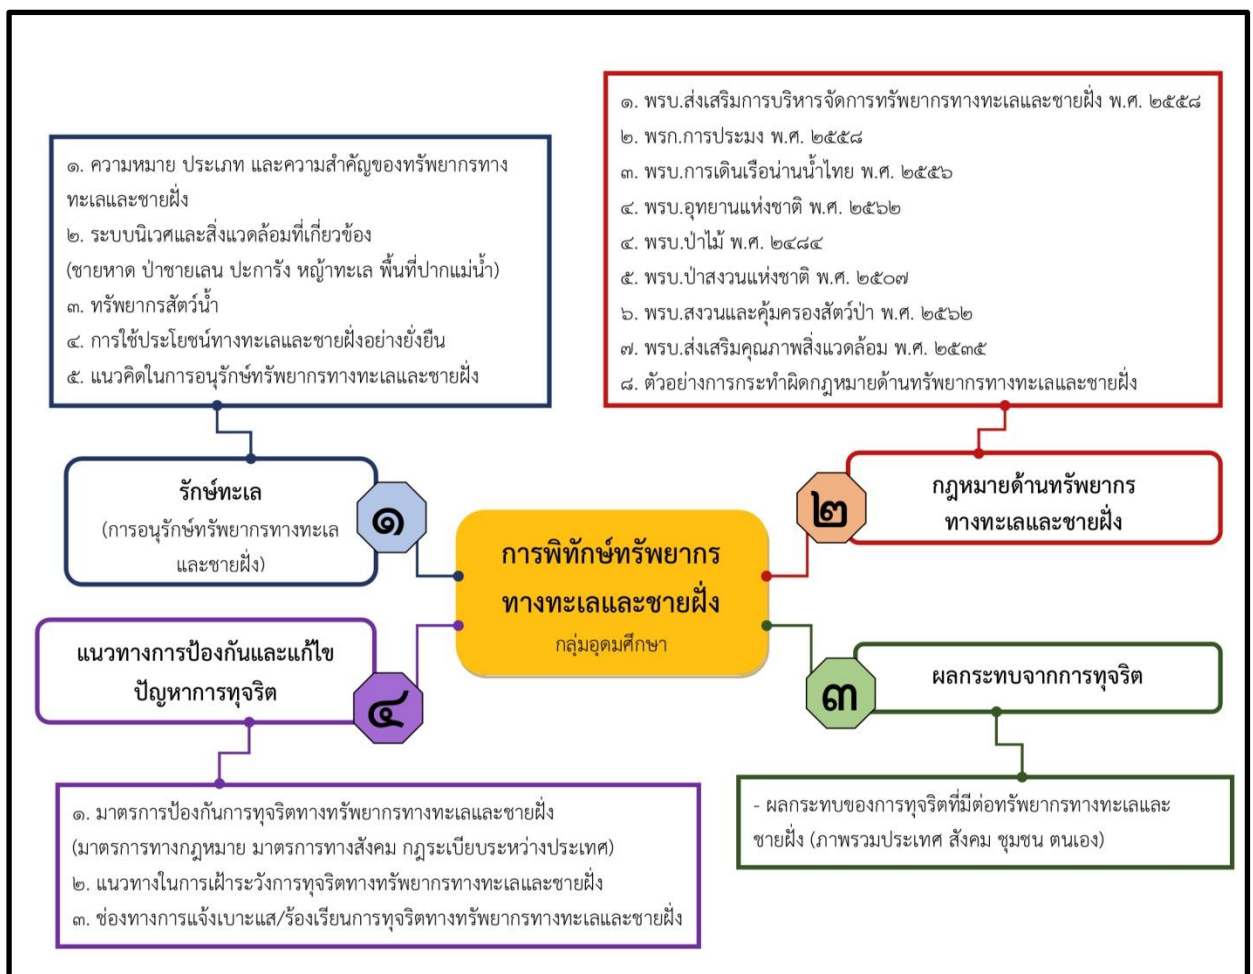 การพิทักษ์ทรัพยากร
ทางทะเลและชายฝั่ง
กลุ่มอุดมศึกษา
๑
รักษ์ทะเล
(การอนุรักษ์ทรัพยากรทางทะเล
และชายฝั่ง)
๑. ความหมาย ประเภท และความสำคัญของทรัพยากรทาง
ทะเลและชายฝั่ง
๒. ระบบนิเวศและสิ่งแวดล้อมที่เกี่ยวข้อง
(ชายหาด ป่าชายเลน ปะการัง หญ้าทะเล พื้นที่ปากแม่น้ำ)
๓. ทรัพยากรสัตว์น้ำ
๔. การใช้ประโยชน์ทางทะเลและชายฝั่งอย่างยั่งยืน
๕. แนวคิดในการอนุรักษ์ทรัพยากรทางทะเลและชายฝั่ง
๒
กฎหมายด้านทรัพยากร
ทางทะเลและชายฝั่ง
๑. พรบ.ส่งเสริมการบริหารจัดการทรัพยากรทางทะเลและชายฝั่ง พ.ศ. ๒๕๕๘
๒. พรก.การประมง พ.ศ. ๒๕๕๘
๓. พรบ.การเดินเรือน่านน้ำไทย พ.ศ. ๒๕๕๖
๔. พรบ.อุทยานแห่งชาติ พ.ศ. ๒๕๖๒
๔. พรบ.ป่าไม้ พ.ศ. ๒๔๘๔
๕. พรบ.ป่าสงวนแห่งชาติ พ.ศ. ๒๕๐๗
๖. พรบ.สงวนและคุ้มครองสัตว์ป่า พ.ศ. ๒๕๖๒
๗. พรบ.ส่งเสริมคุณภาพสิ่งแวดล้อม พ.ศ. ๒๕๓๕
๘. ตัวอย่างการกระทำผิดกฎหมายด้านทรัพยากรทางทะเลและชายฝั่ง
๓
ผลกระทบจากการทุจริต
- ผลกระทบของการทุจริตที่มีต่อทรัพยากรทางทะเลและ
ชายฝั่ง (ภาพรวมประเทศ สังคม ชุมชน ตนเอง)
๔
แนวทางการป้องกันและแก้ไข
ปัญหาการทุจริต
๑. มาตรการป้องกันการทุจริตทางทรัพยากรทางทะเลและชายฝั่ง
(มาตรการทางกฎหมาย มาตรการทางสังคม กฎระเบียบระหว่างประเทศ)
๒. แนวทางในการเฝ้าระวังการทุจริตทางทรัพยากรทางทะเลและชายฝั่ง
๓. ช่องทางการแจ้งเบาะแส/ร้องเรียนการทุจริตทางทรัพยากรทางทะเลและชายฝั่ง